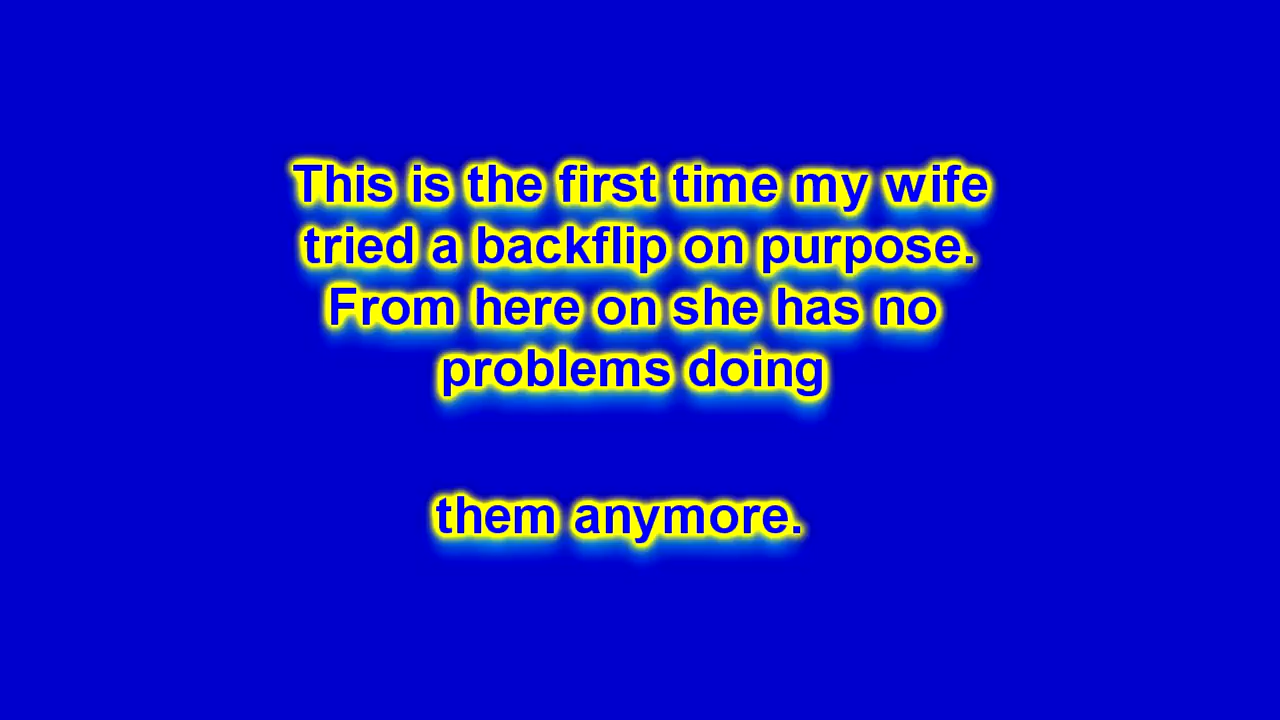 This is the first time my wife
tried a backflip on purpose.
From here on she has no
problems doing
them anymore.